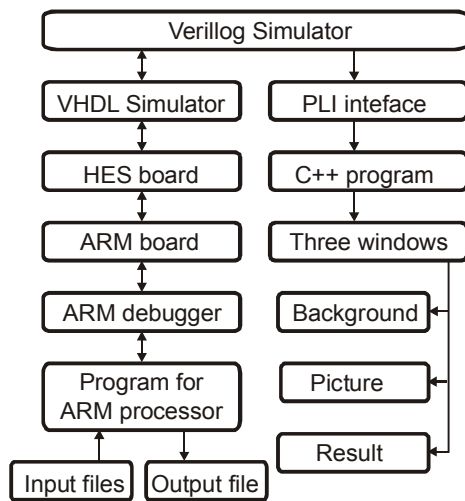 Verillog Simulator
VHDL Simulator
PLI inteface
HES board
C++ program
ARM board
Three windows
ARM debugger
Background
Program for
ARM processor
Picture
Result
Input files
Output file